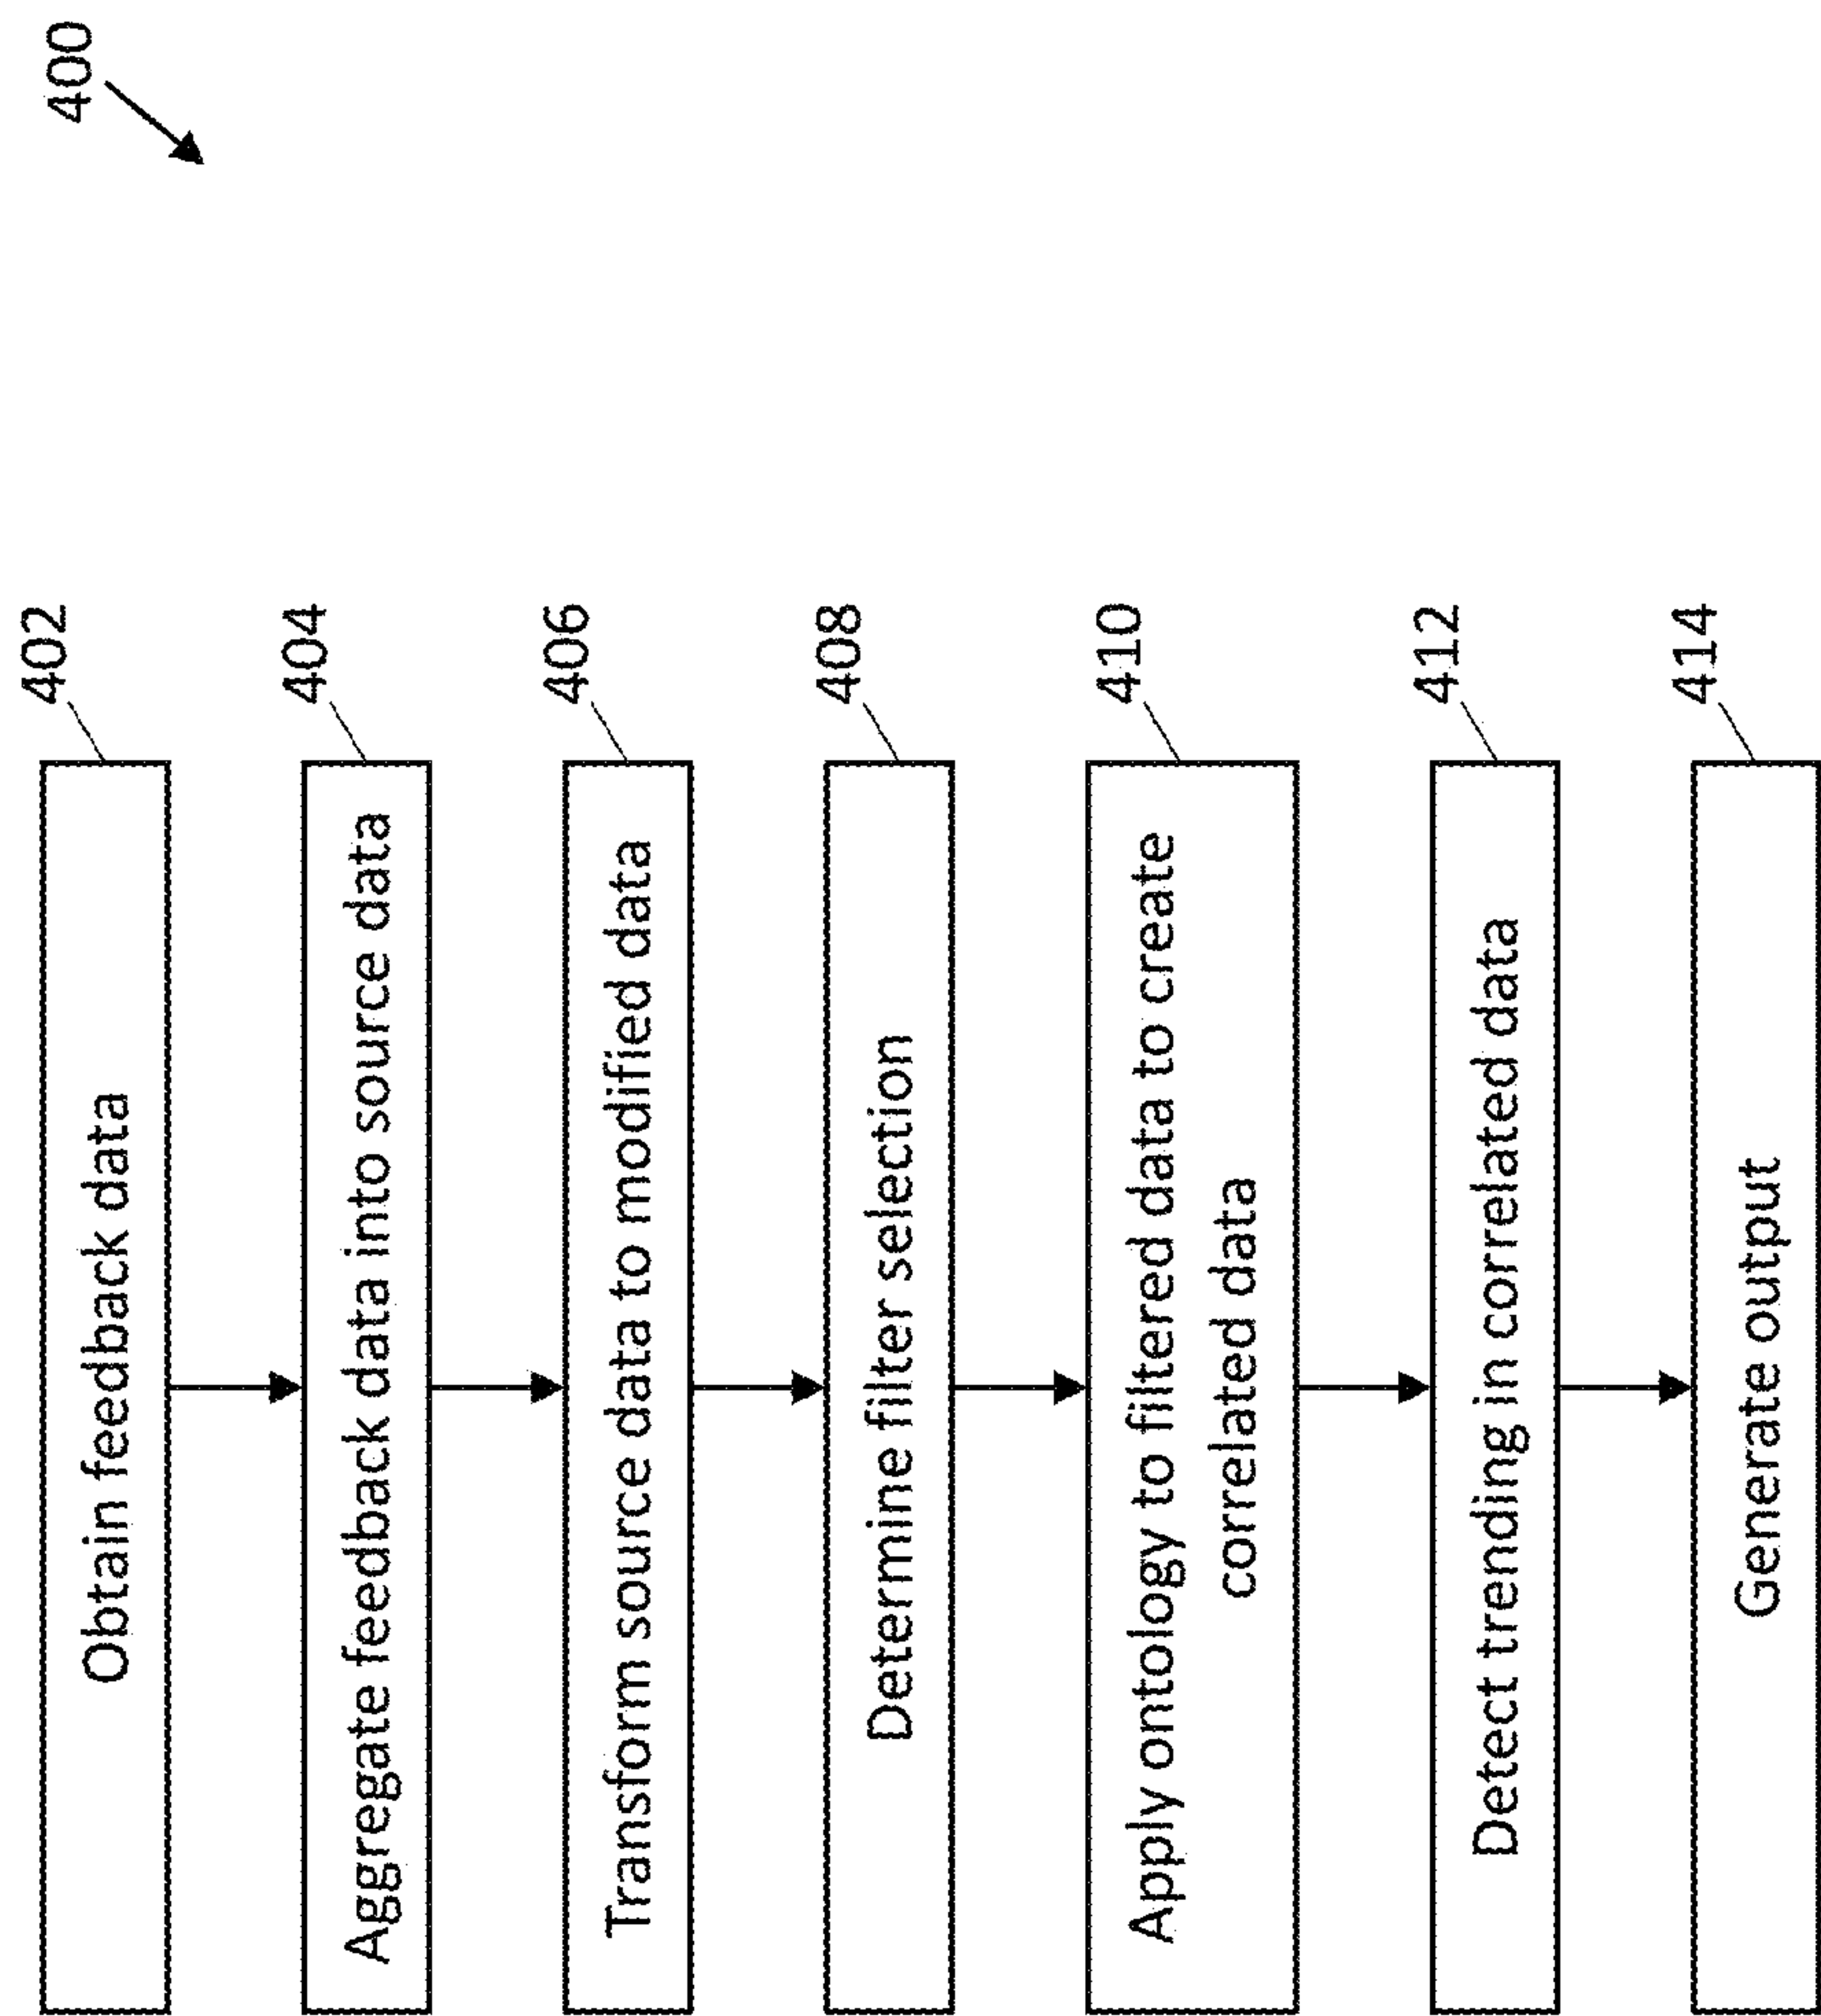 400
402
Obtain feedback data
404
Aggregate feedback data into source data
406
Transform source data to modified data
408
Determine filter selection
410
Apply ontology to filtered data to create
correlated data
412
Detect trending in correlated data
414
Generate output